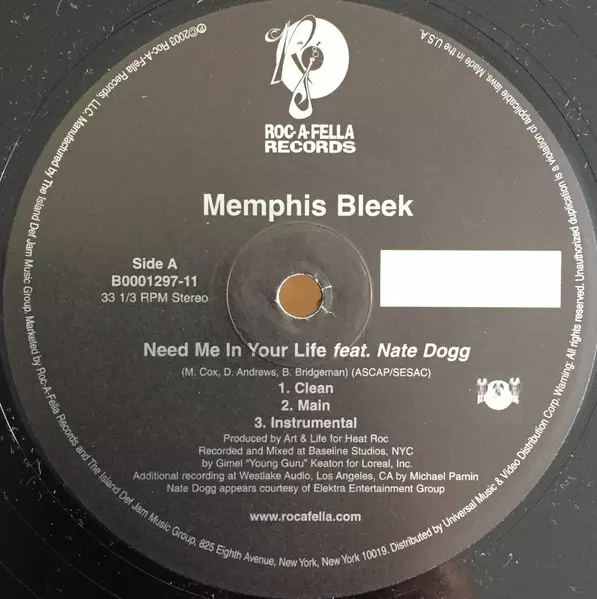 ROC-A-FELLA
RECORDS
Memphis Bleek
Side A
B0001297-11
33 1/3 RPM Stereo
Need Me In Your Life feat. Nate Dogg
(M. Cox, D. Andrews, B. Bridgeman) (ASCAP/SESAC)
1. Clean
2. Main
3. Instrumental
Produced by Art & Life for Heat Roc
Recorded and Mixed at Baseline Studios, NYC
by Gimel "Young Guru" Keaton for Loreal, Inc.
Additional recording at Westlake Audio, Los Angeles, CA by Michael Parnin
Nate Dogg appears courtesy of Elektra Entertainment Group
www.rocafella.com
℗©2003 Roc-A-Fella Records, LLC. Manufactured by The Island Def Jam Music Group. Marketed by Roc-A-Fella Records and The Island Def Jam Music Group, 825 Eighth Avenue, New York, New York 10019. Distributed by Universal Music & Video Distribution Corp. Warning: All rights reserved. Unauthorized duplication is a violation of applicable laws. Made in the U.S.A.